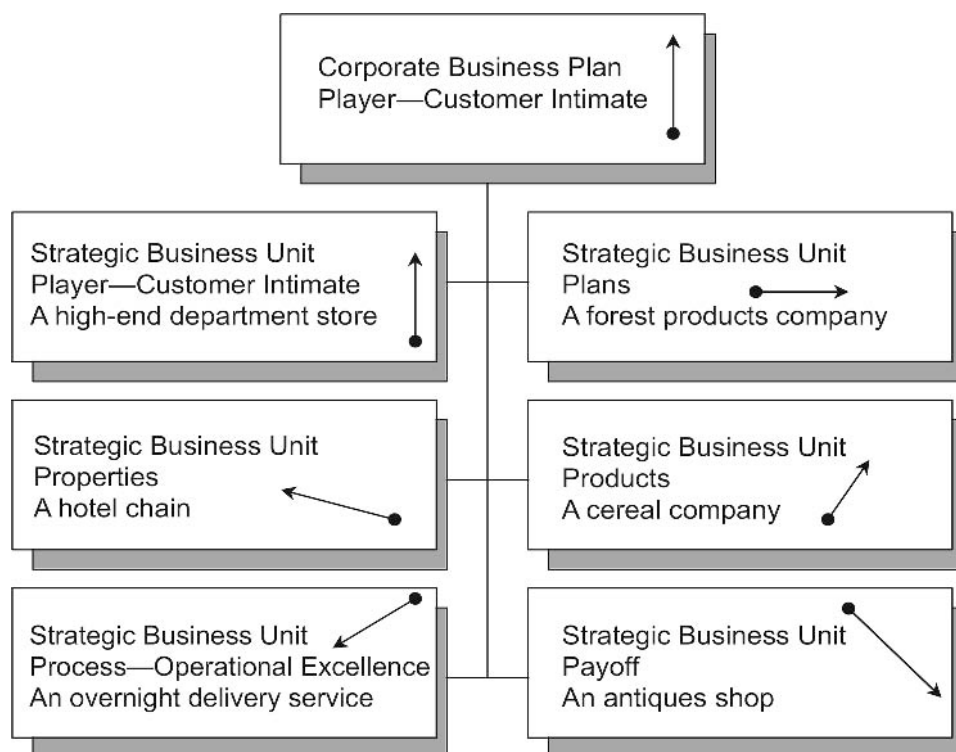 Corporate Business Plan
Player—Customer Intimate
Strategic Business Unit
Player—Customer Intimate
A high-end department store
Strategic Business Unit
Plans
A forest products company
Strategic Business Unit
Properties
A hotel chain
Strategic Business Unit
Products
A cereal company
Strategic Business Unit
Process—Operational Excellence
An overnight delivery service
Strategic Business Unit
Payoff
An antiques shop